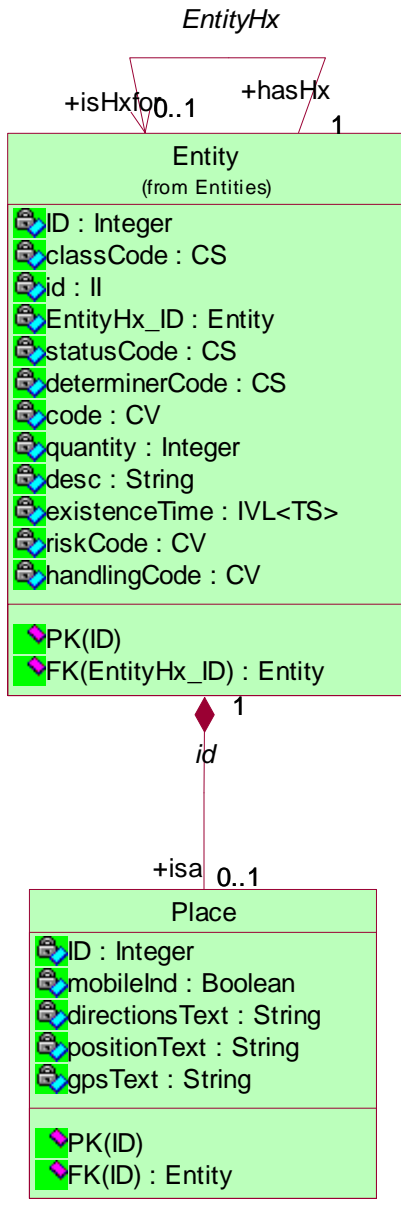 EntityHx
+isHxfor
0..1
+hasHx
1
Entity
(from Entities)
ID : Integer
classCode : CS
id : II
EntityHx_ID : Entity
statusCode : CS
determinerCode : CS
code : CV
quantity : Integer
desc : String
existenceTime : IVL<TS>
riskCode : CV
handlingCode : CV
PK(ID)
FK(EntityHx_ID) : Entity
1
id
+isa
0..1
Place
ID : Integer
mobileInd : Boolean
directionsText : String
positionText : String
gpsText : String
PK(ID)
FK(ID) : Entity